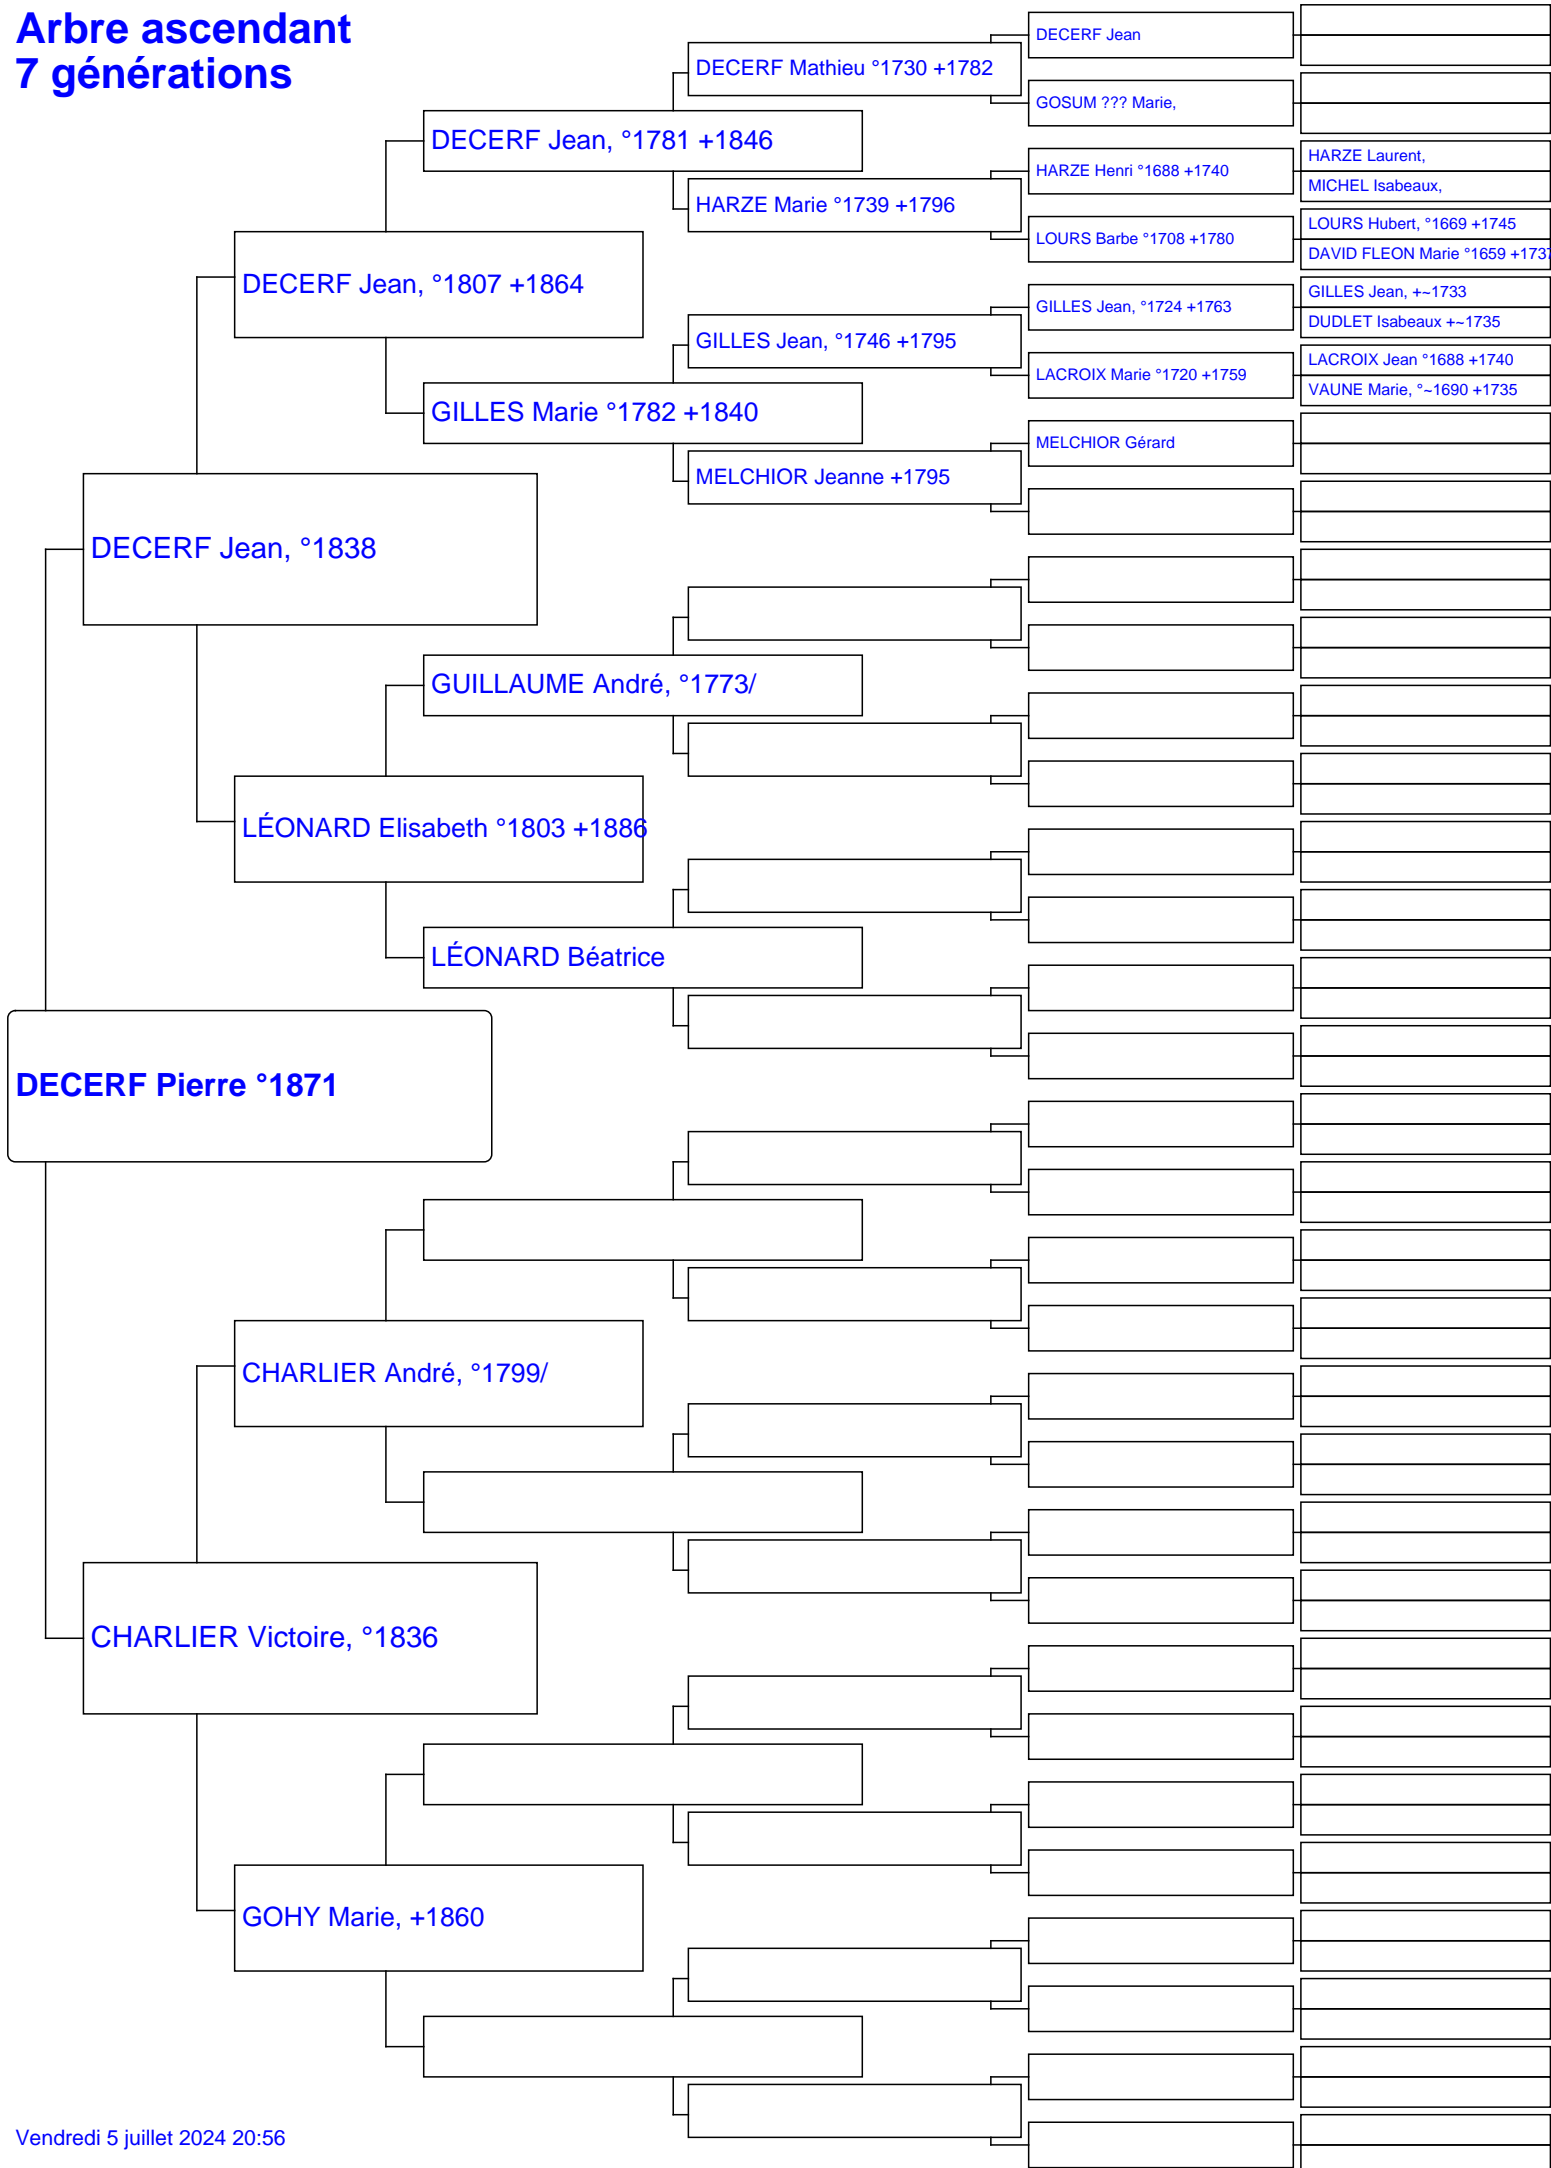 Arbre ascendant
7 générations
DECERF Jean
DECERF Mathieu °1730 +1782
GOSUM ??? Marie,
DECERF Jean, °1781 +1846
HARZE Laurent,
HARZE Henri °1688 +1740
MICHEL Isabeaux,
HARZE Marie °1739 +1796
LOURS Hubert, °1669 +1745
LOURS Barbe °1708 +1780
DAVID FLEON Marie °1659 +1737
DECERF Jean, °1807 +1864
GILLES Jean, +~1733
GILLES Jean, °1724 +1763
DUDLET Isabeaux +~1735
GILLES Jean, °1746 +1795
LACROIX Jean °1688 +1740
LACROIX Marie °1720 +1759
VAUNE Marie, °~1690 +1735
GILLES Marie °1782 +1840
MELCHIOR Gérard
MELCHIOR Jeanne +1795
DECERF Jean, °1838
GUILLAUME André, °1773/
LÉONARD Elisabeth °1803 +1886
LÉONARD Béatrice
DECERF Pierre °1871
CHARLIER André, °1799/
CHARLIER Victoire, °1836
GOHY Marie, +1860
Vendredi 5 juillet 2024 20:56